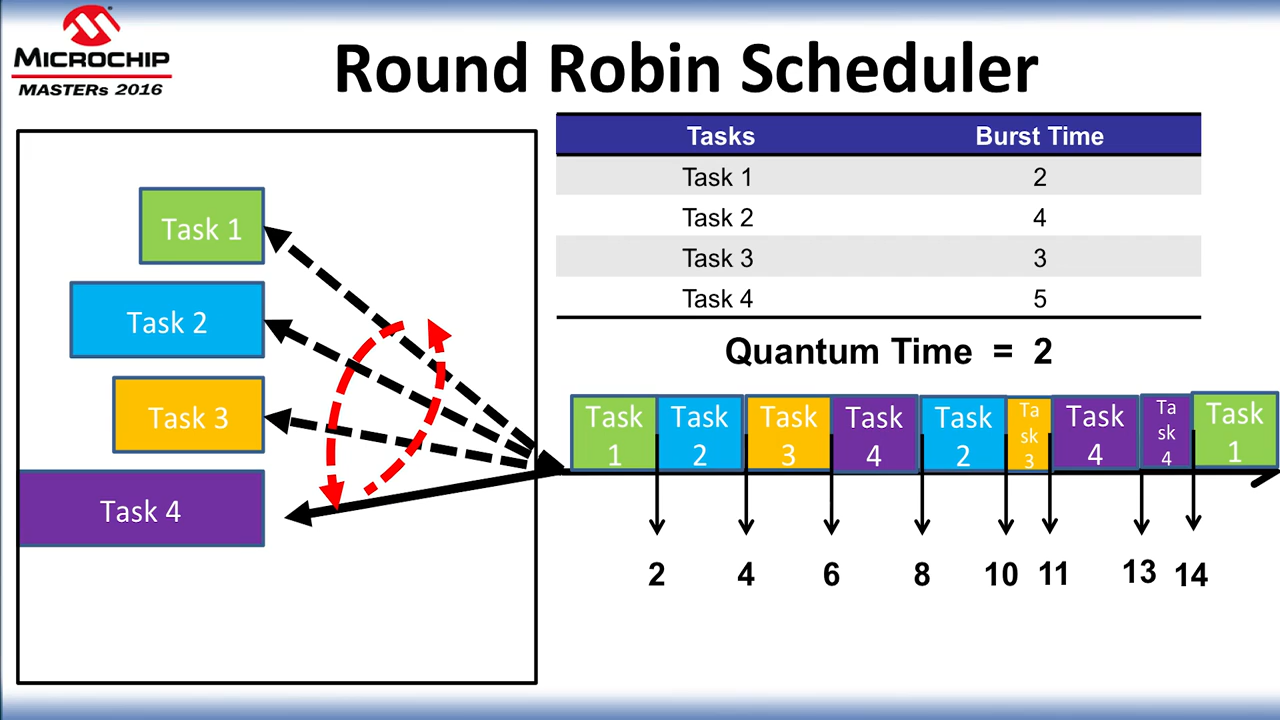 MICROCHIP
MASTERs 2016
Round Robin Scheduler
Task 1
Task 2
Task 3
Task 4
Tasks Burst Time
Task 1 2
Task 2 4
Task 3 3
Task 4 5
Quantum Time = 2
Task
1
Task
2
Task
3
Task
4
Task
2
Ta
sk
3
Task
4
Ta
sk
4
Task
1
2 4 6 8 10 11 13 14